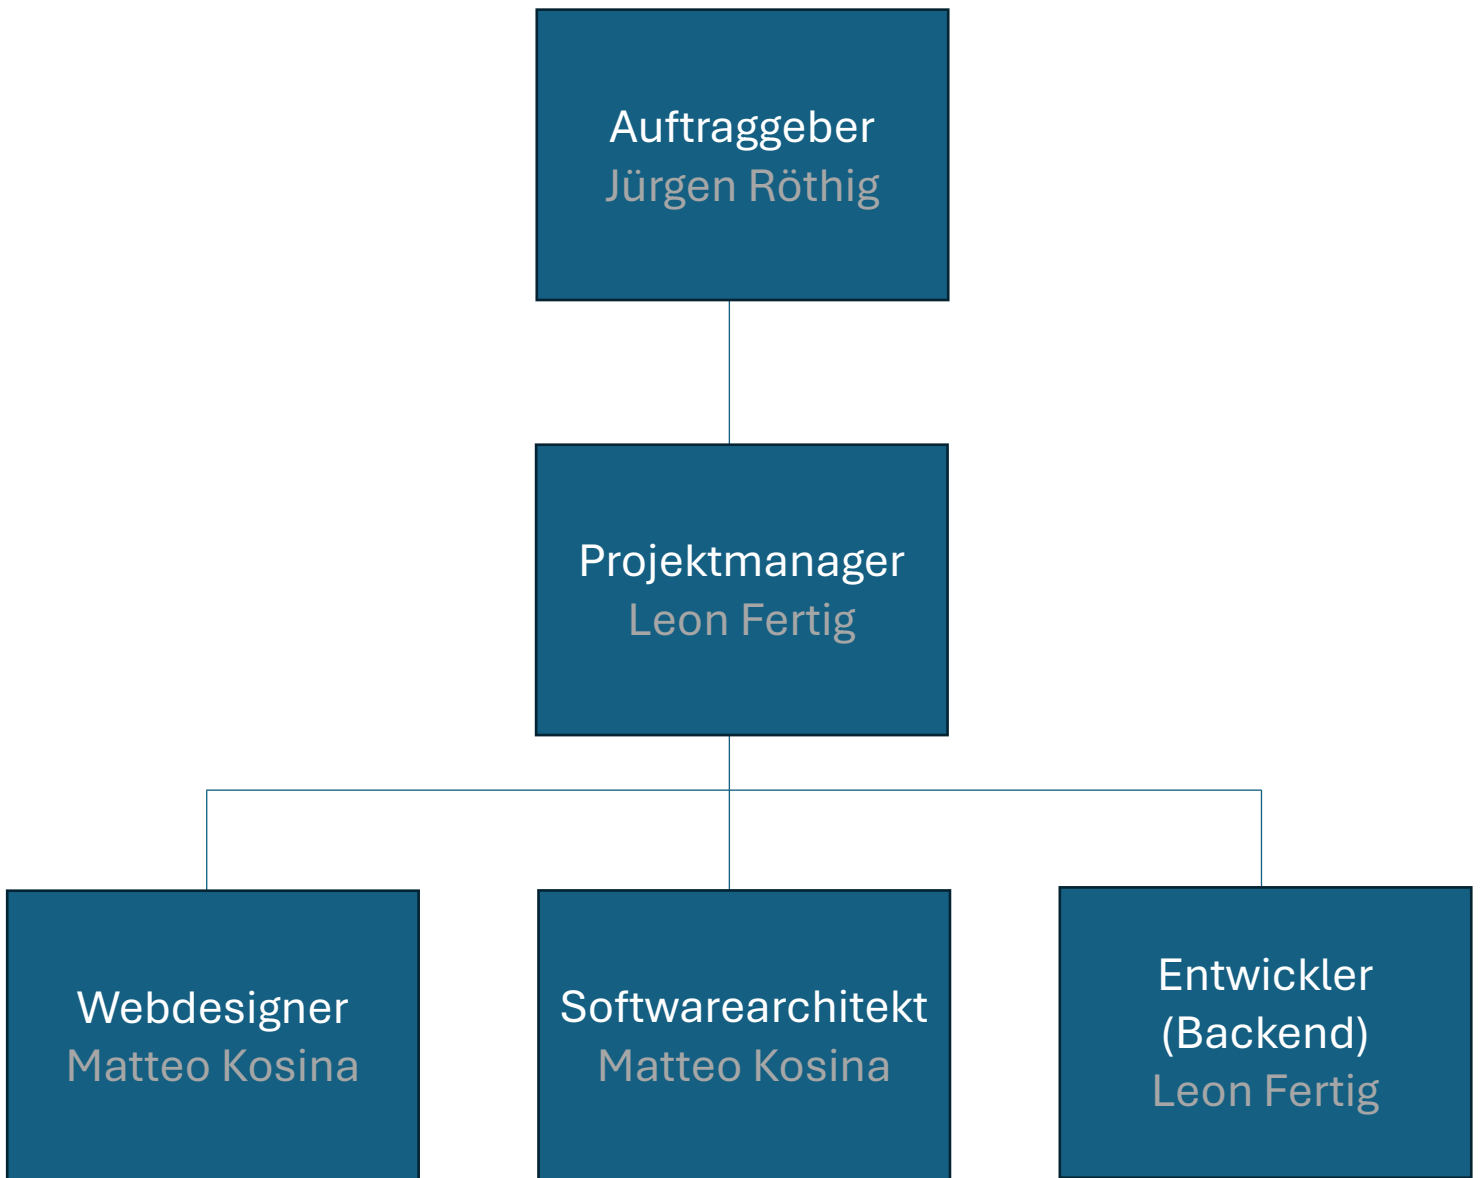 Auftraggeber
Jürgen Röthig
Projektmanager
Leon Fertig
Webdesigner
Matteo Kosina
Softwarearchitekt
Matteo Kosina
Entwickler
(Backend)
Leon Fertig